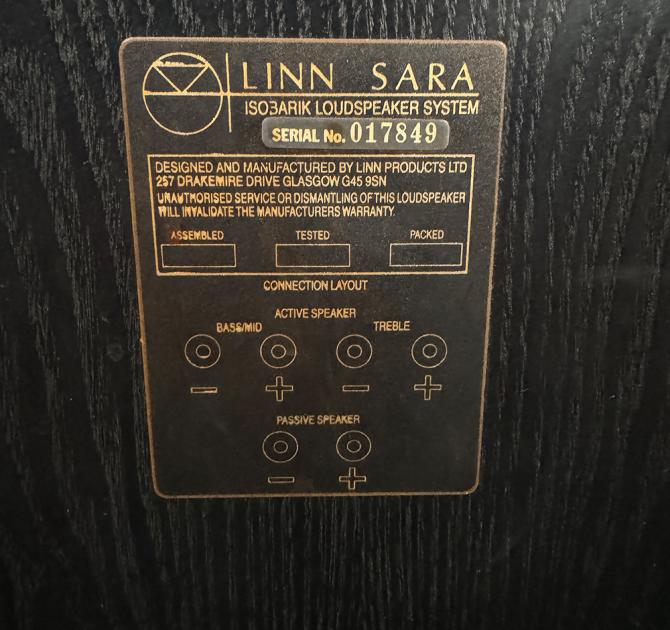 LINN SARA
ISOBARIK LOUDSPEAKER SYSTEM
SERIAL No. 017849
DESIGNED AND MANUFACTURED BY LINN PRODUCTS LTD
257 DRAKEMIRE DRIVE GLASGOW G45 9SN
UNAUTHORISED SERVICE OR DISMANTLING OF THIS LOUDSPEAKER
WILL INVALIDATE THE MANUFACTURERS WARRANTY.
ASSEMBLED TESTED PACKED
CONNECTION LAYOUT
ACTIVE SPEAKER
BASS/MID TREBLE
− + − +
PASSIVE SPEAKER
− +